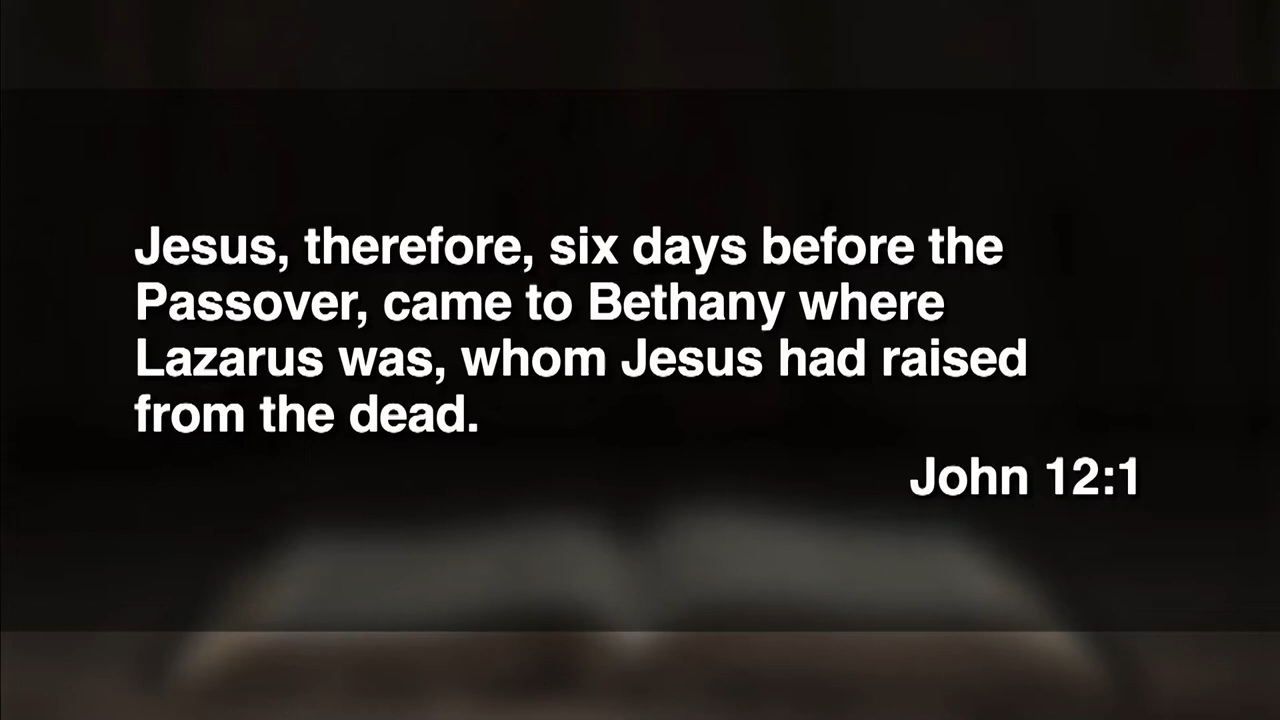 Jesus, therefore, six days before the
Passover, came to Bethany where
Lazarus was, whom Jesus had raised
from the dead.
John 12:1